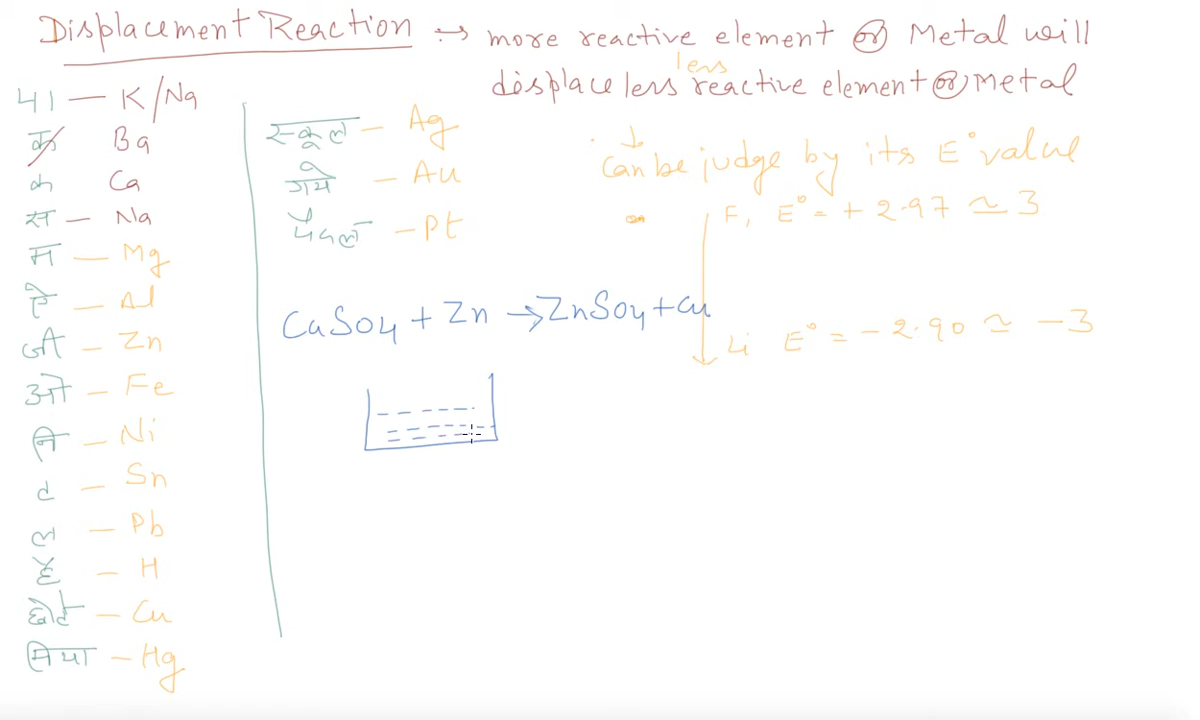 Displacement Reaction → more reactive element or Metal will
displace less reactive element or Metal
less
41 — K/Na
क Ba
क Ca
स — Na
म — Mg
है — Al
जी — Zn
ओ — Fe
नि — Ni
ट — Sn
ल — Pb
है — H
छोटे — Cu
मिया — Hg
स्कूल — Ag
गये — Au
पैदल — Pt
Can be judge by its E° value
F, E° = + 2.97 ≃ 3
Li E° = - 2.90 ≃ -3
CuSO4 + Zn → ZnSO4 + Cu